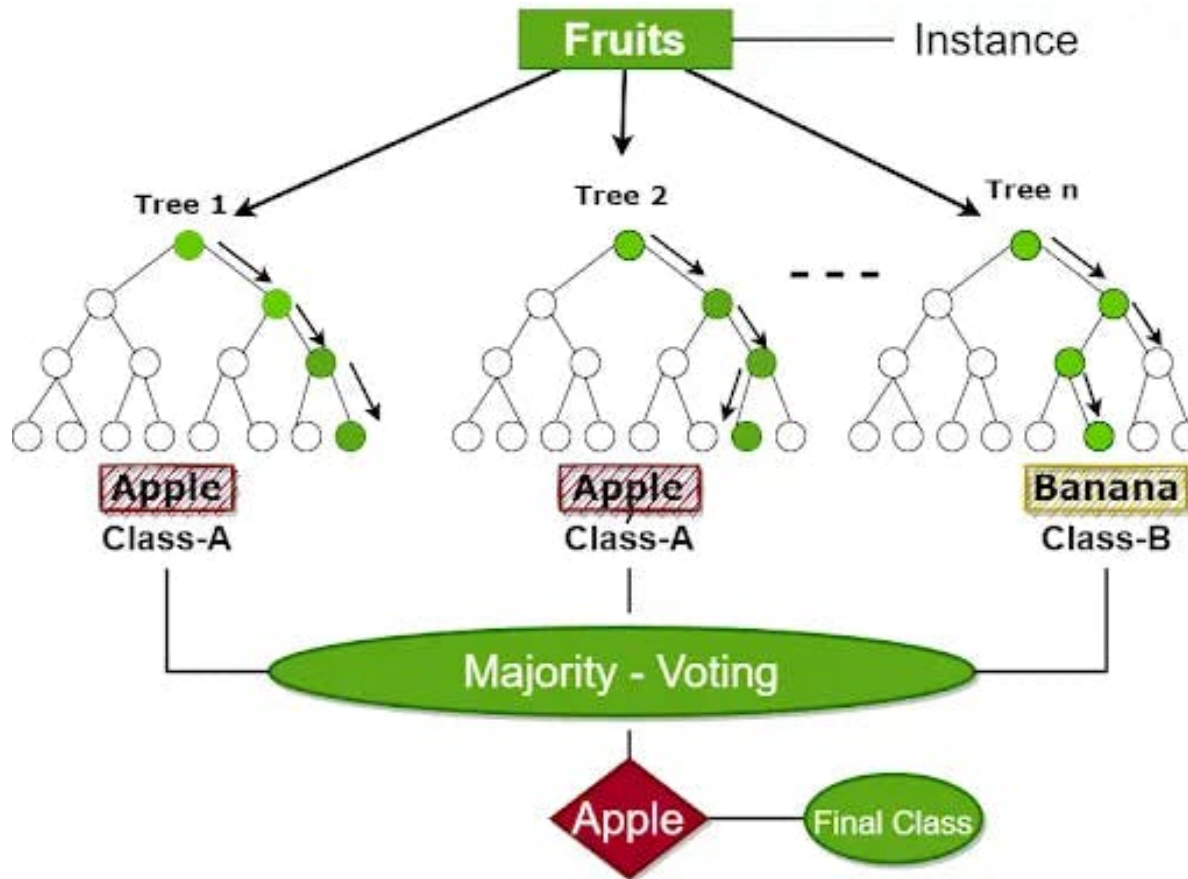 Fruits
Instance
Tree 1
Tree 2
Tree n
Apple
Class-A
Apple
Class-A
Banana
Class-B
Majority - Voting
Apple
Final Class